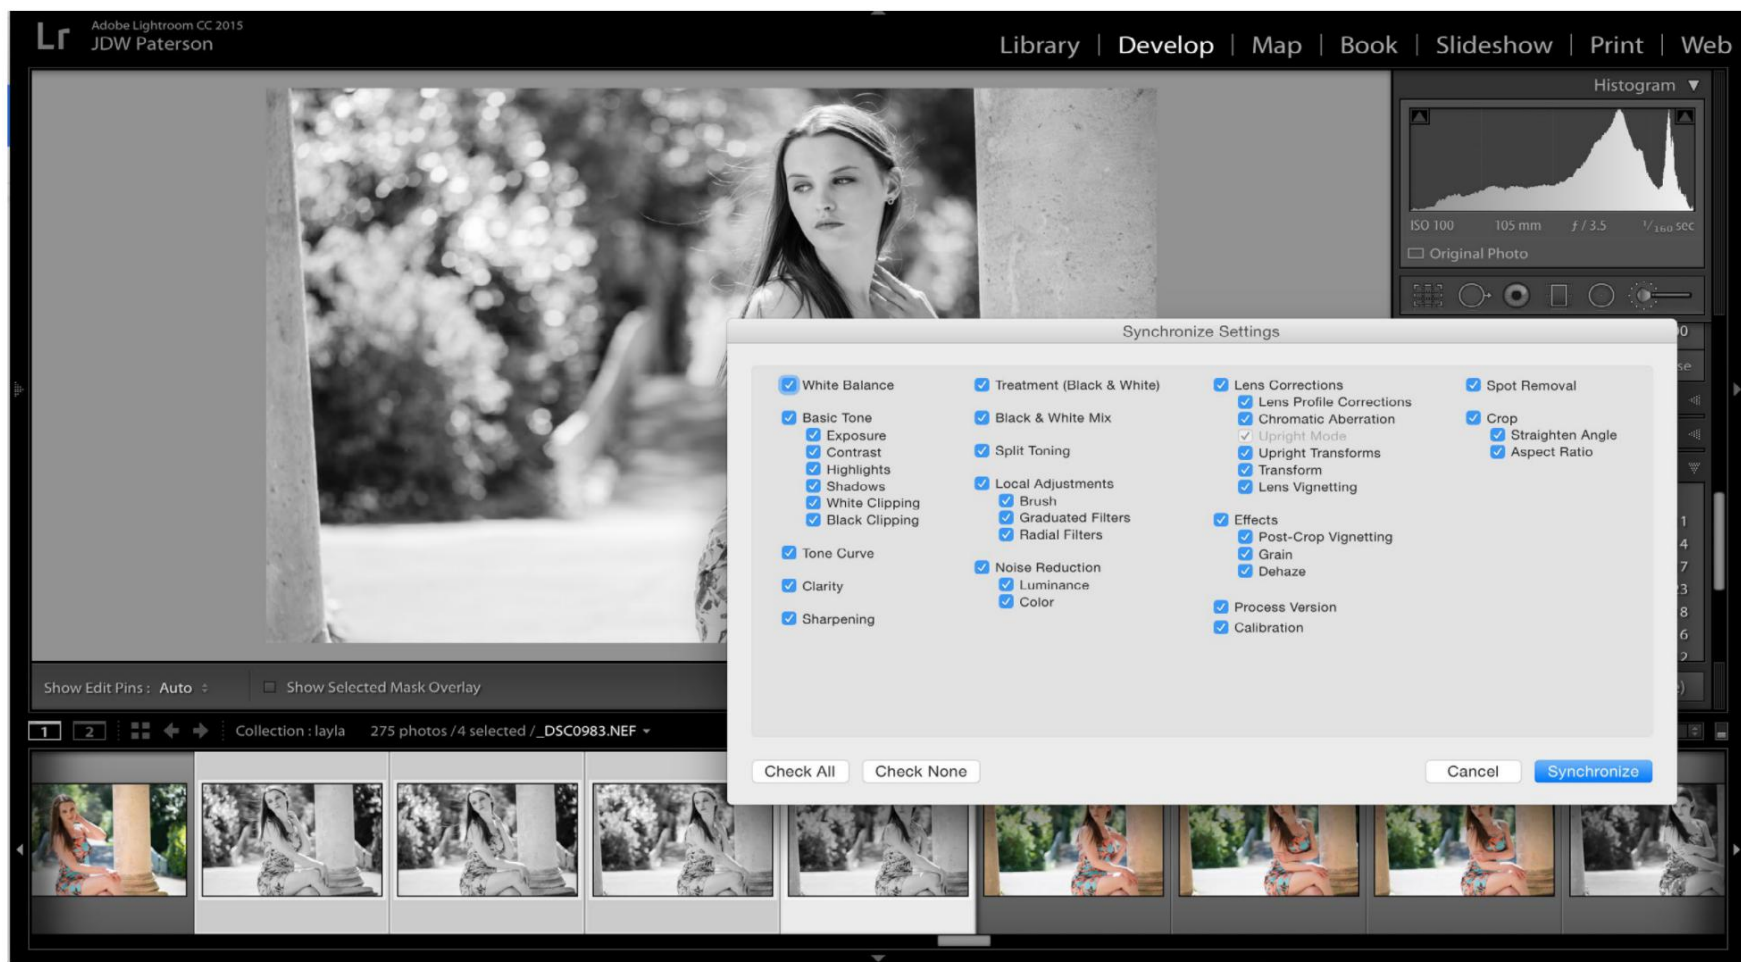 Lr
Adobe Lightroom CC 2015
JDW Paterson
Library | Develop | Map | Book | Slideshow | Print | Web
Histogram
ISO 100 105 mm ƒ / 3.5 1/160 sec
Original Photo
Synchronize Settings
White Balance
Basic Tone
Exposure
Contrast
Highlights
Shadows
White Clipping
Black Clipping
Tone Curve
Clarity
Sharpening
Treatment (Black & White)
Black & White Mix
Split Toning
Local Adjustments
Brush
Graduated Filters
Radial Filters
Noise Reduction
Luminance
Color
Lens Corrections
Lens Profile Corrections
Chromatic Aberration
Upright Mode
Upright Transforms
Transform
Lens Vignetting
Effects
Post-Crop Vignetting
Grain
Dehaze
Process Version
Calibration
Spot Removal
Crop
Straighten Angle
Aspect Ratio
Check All
Check None
Cancel
Synchronize
Show Edit Pins : Auto
Show Selected Mask Overlay
1 2 Collection : layla 275 photos / 4 selected / _DSC0983.NEF